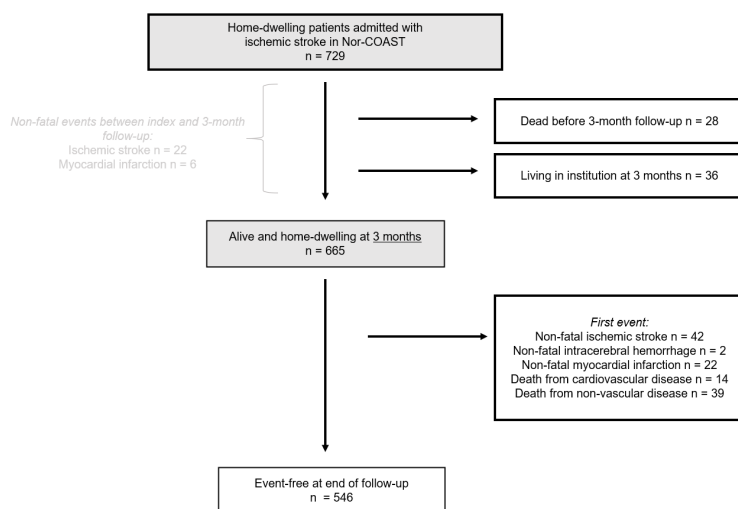 Home-dwelling patients admitted with
ischemic stroke in Nor-COAST
n = 729
Non-fatal events between index and 3-month
follow-up:
Ischemic stroke n = 22
Myocardial infarction n = 6
Dead before 3-month follow-up n = 28
Living in institution at 3 months n = 36
Alive and home-dwelling at 3 months
n = 665
First event:
Non-fatal ischemic stroke n = 42
Non-fatal intracerebral hemorrhage n = 2
Non-fatal myocardial infarction n = 22
Death from cardiovascular disease n = 14
Death from non-vascular disease n = 39
Event-free at end of follow-up
n = 546